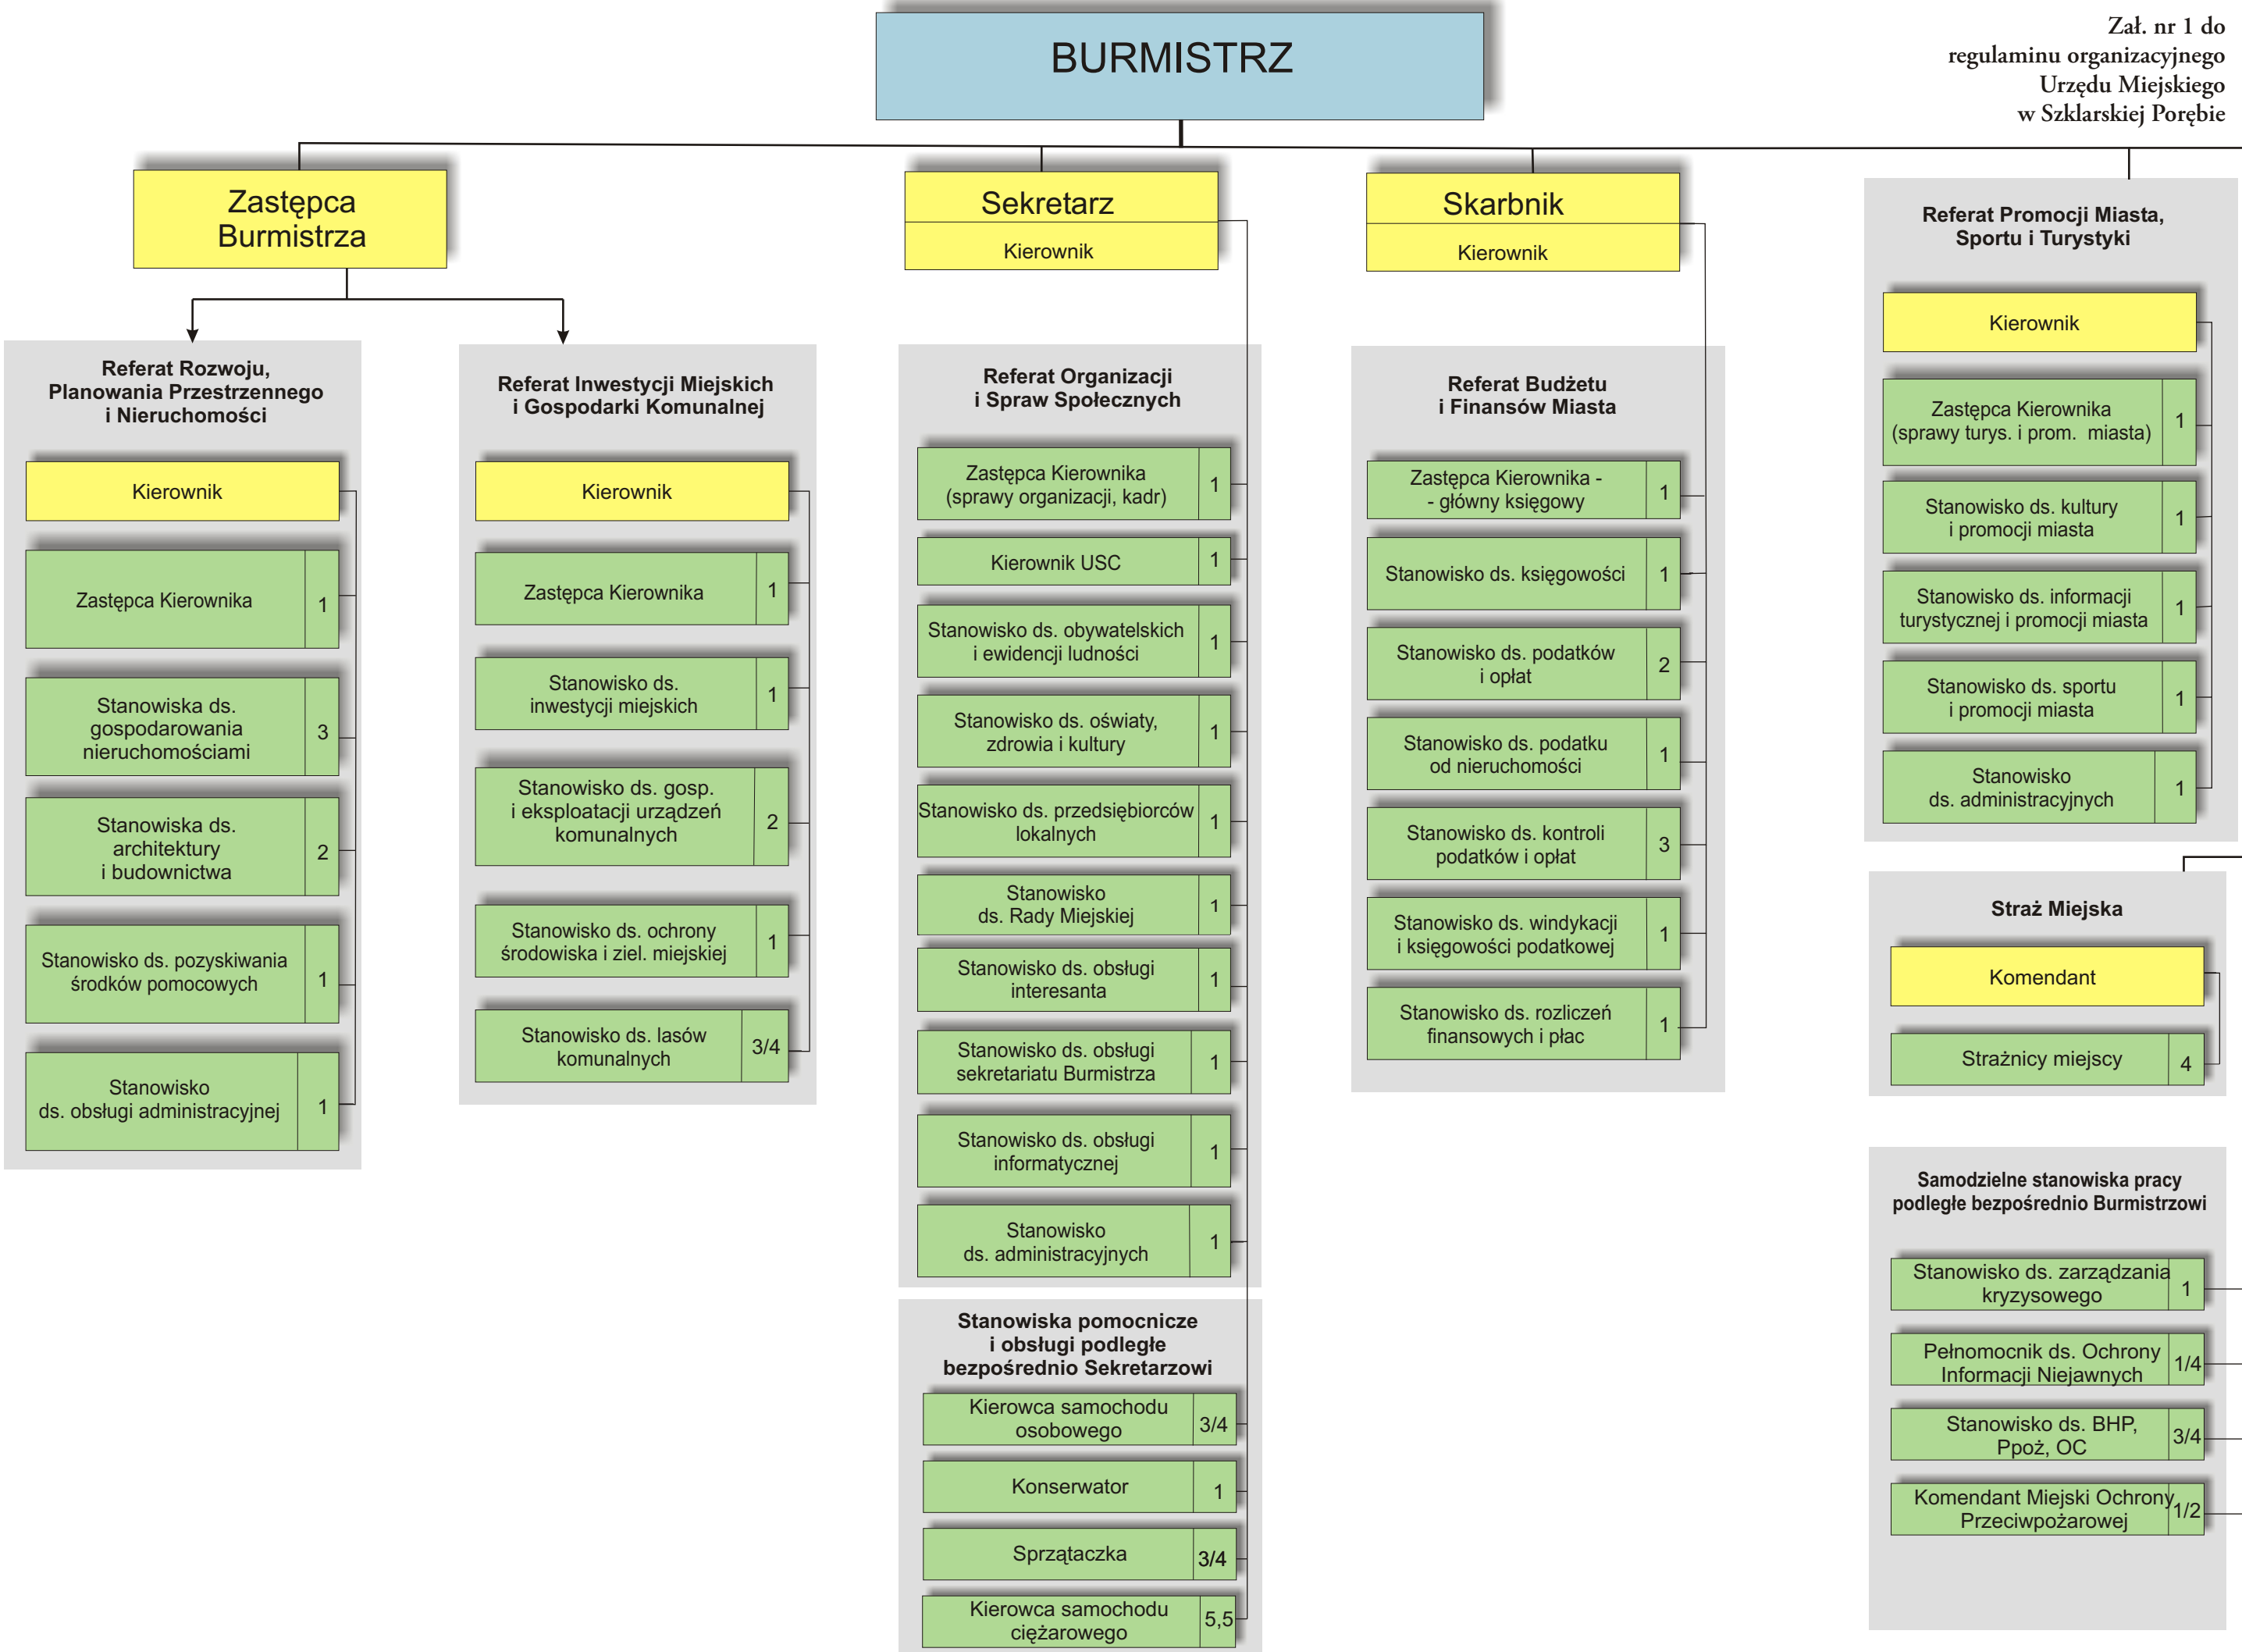 BURMISTRZ
Zał. nr 1 do
regulaminu organizacyjnego
Urzędu Miejskiego
w Szklarskiej Porębie
Zastępca
Burmistrza
Sekretarz
Kierownik
Skarbnik
Kierownik
Referat Rozwoju,
Planowania Przestrzennego
i Nieruchomości
Kierownik
Zastępca Kierownika 1
Stanowiska ds.
gospodarowania 3
nieruchomościami
Stanowiska ds.
architektury 2
i budownictwa
Stanowisko ds. pozyskiwania
środków pomocowych 1
Stanowisko
ds. obsługi administracyjnej 1
Referat Inwestycji Miejskich
i Gospodarki Komunalnej
Kierownik
Zastępca Kierownika 1
Stanowisko ds.
inwestycji miejskich 1
Stanowisko ds. gosp.
i eksploatacji urządzeń 2
komunalnych
Stanowisko ds. ochrony
środowiska i ziel. miejskiej 1
Stanowisko ds. lasów
komunalnych 3/4
Referat Organizacji
i Spraw Społecznych
Zastępca Kierownika
(sprawy organizacji, kadr) 1
Kierownik USC 1
Stanowisko ds. obywatelskich
i ewidencji ludności 1
Stanowisko ds. oświaty,
zdrowia i kultury 1
Stanowisko ds. przedsiębiorców
lokalnych 1
Stanowisko
ds. Rady Miejskiej 1
Stanowisko ds. obsługi
interesanta 1
Stanowisko ds. obsługi
sekretariatu Burmistrza 1
Stanowisko ds. obsługi
informatycznej 1
Stanowisko
ds. administracyjnych 1
Stanowiska pomocnicze
i obsługi podległe
bezpośrednio Sekretarzowi
Kierowca samochodu
osobowego 3/4
Konserwator 1
Sprzątaczka 3/4
Kierowca samochodu
ciężarowego 5,5
Referat Budżetu
i Finansów Miasta
Zastępca Kierownika -
- główny księgowy 1
Stanowisko ds. księgowości 1
Stanowisko ds. podatków
i opłat 2
Stanowisko ds. podatku
od nieruchomości 1
Stanowisko ds. kontroli
podatków i opłat 3
Stanowisko ds. windykacji
i księgowości podatkowej 1
Stanowisko ds. rozliczeń
finansowych i płac 1
Referat Promocji Miasta,
Sportu i Turystyki
Kierownik
Zastępca Kierownika
(sprawy turys. i prom. miasta) 1
Stanowisko ds. kultury
i promocji miasta 1
Stanowisko ds. informacji
turystycznej i promocji miasta 1
Stanowisko ds. sportu
i promocji miasta 1
Stanowisko
ds. administracyjnych 1
Straż Miejska
Komendant
Strażnicy miejscy 4
Samodzielne stanowiska pracy
podległe bezpośrednio Burmistrzowi
Stanowisko ds. zarządzania
kryzysowego 1
Pełnomocnik ds. Ochrony
Informacji Niejawnych 1/4
Stanowisko ds. BHP,
Ppoż, OC 3/4
Komendant Miejski Ochrony
Przeciwpożarowej 1/2